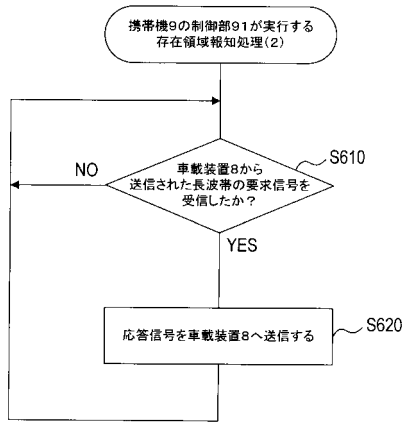 携帯機9の制御部91が実行する
存在領域報知処理(2)
車載装置8から
送信された長波帯の要求信号を
受信したか?
S610
NO
YES
応答信号を車載装置8へ送信する
S620